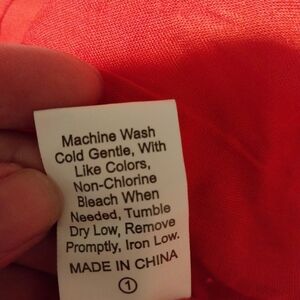 Machine Wash
Cold Gentle, With
Like Colors,
Non-Chlorine
Bleach When
Needed, Tumble
Dry Low, Remove
Promptly, Iron Low.
MADE IN CHINA
1